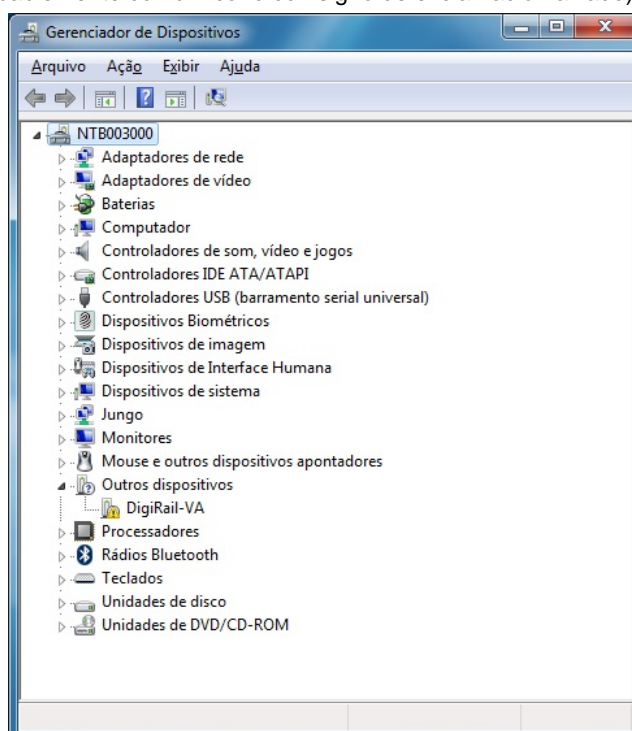 Gerenciador de Dispositivos
Arquivo Ação Exibir Ajuda
NTB003000
Adaptadores de rede
Adaptadores de vídeo
Baterias
Computador
Controladores de som, vídeo e jogos
Controladores IDE ATA/ATAPI
Controladores USB (barramento serial universal)
Dispositivos Biométricos
Dispositivos de imagem
Dispositivos de Interface Humana
Dispositivos de sistema
Jungo
Monitores
Mouse e outros dispositivos apontadores
Outros dispositivos
DigiRail-VA
Processadores
Rádios Bluetooth
Teclados
Unidades de disco
Unidades de DVD/CD-ROM